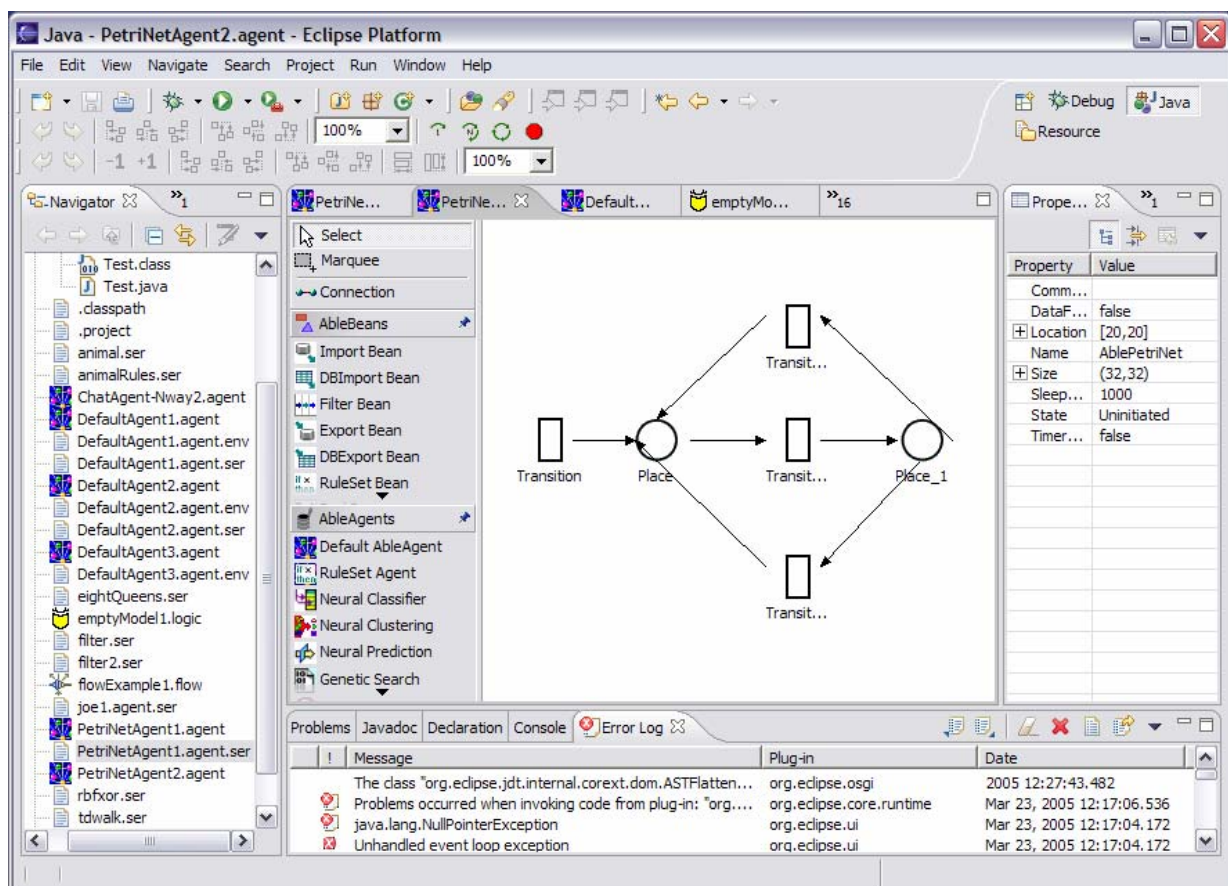 Java - PetriNetAgent2.agent - Eclipse Platform
File Edit View Navigate Search Project Run Window Help
Debug Java
100%
Resource
-1 +1 100%
Navigator »1
PetriNe... PetriNe... Default... emptyMo... »16
Prope... »1
Test.class
Test.java
.classpath
.project
animal.ser
animalRules.ser
ChatAgent-Nway2.agent
DefaultAgent1.agent
DefaultAgent1.agent.env
DefaultAgent1.agent.ser
DefaultAgent2.agent
DefaultAgent2.agent.env
DefaultAgent2.agent.ser
DefaultAgent3.agent
DefaultAgent3.agent.env
eightQueens.ser
emptyModel1.logic
filter.ser
filter2.ser
flowExample1.flow
joe1.agent.ser
PetriNetAgent1.agent
PetriNetAgent1.agent.ser
PetriNetAgent2.agent
rbfxor.ser
tdwalk.ser
Select
Marquee
Connection
AbleBeans
Import Bean
DBImport Bean
Filter Bean
Export Bean
DBExport Bean
RuleSet Bean
AbleAgents
Default AbleAgent
RuleSet Agent
Neural Classifier
Neural Clustering
Neural Prediction
Genetic Search
Transit...
Transition
Place
Transit...
Place_1
Transit...
Property Value
Comm...
DataF... false
Location [20,20]
Name AblePetriNet
Size (32,32)
Sleep... 1000
State Uninitiated
Timer... false
Problems Javadoc Declaration Console Error Log
! Message Plug-in Date
The class "org.eclipse.jdt.internal.corext.dom.ASTFlatten... org.eclipse.osgi 2005 12:27:43.482
Problems occurred when invoking code from plug-in: "org.... org.eclipse.core.runtime Mar 23, 2005 12:17:06.536
java.lang.NullPointerException org.eclipse.ui Mar 23, 2005 12:17:04.172
Unhandled event loop exception org.eclipse.ui Mar 23, 2005 12:17:04.172